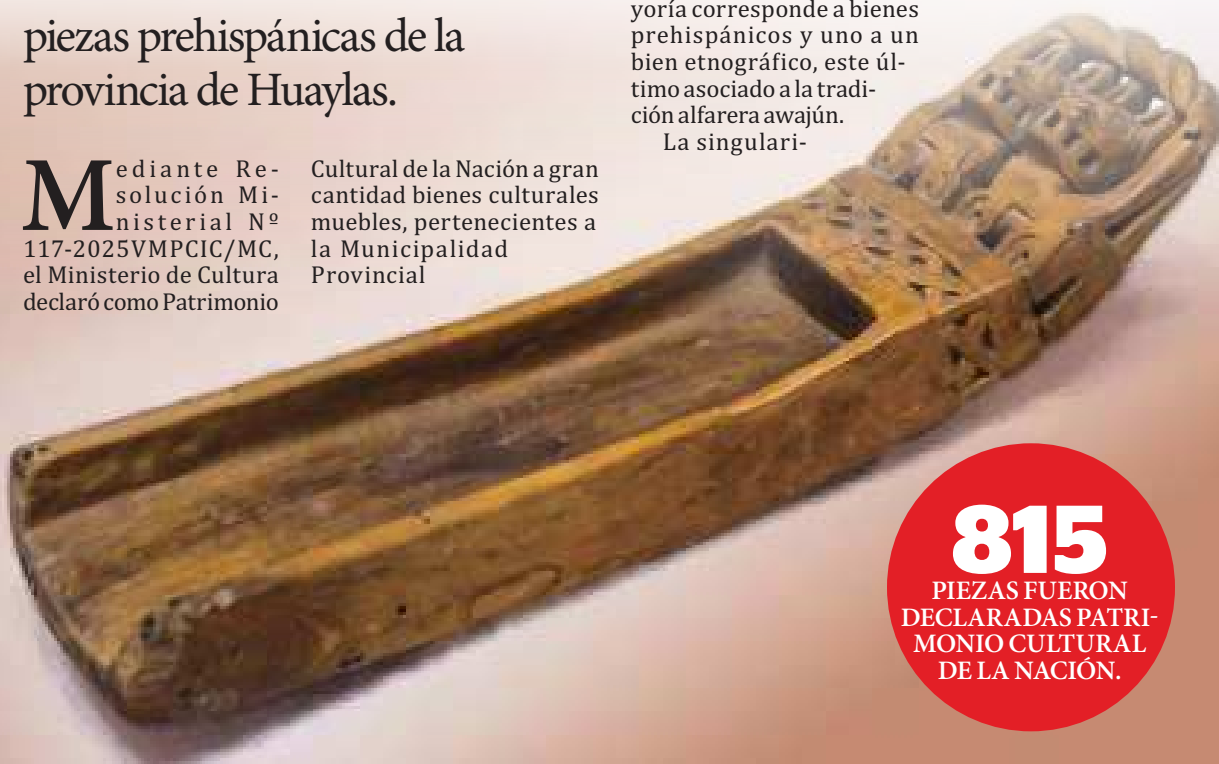 piezas prehispánicas de la
provincia de Huaylas.
Mediante Re-
solución Mi-
nisterial Nº
117-2025VMPCIC/MC,
el Ministerio de Cultura
declaró como Patrimonio
Cultural de la Nación a gran
cantidad bienes culturales
muebles, pertenecientes a
la Municipalidad
Provincial
yoría corresponde a bienes
prehispánicos y uno a un
bien etnográfico, este úl-
timo asociado a la tradi-
ción alfarera awajún.
La singulari-
815
PIEZAS FUERON
DECLARADAS PATRI-
MONIO CULTURAL
DE LA NACIÓN.